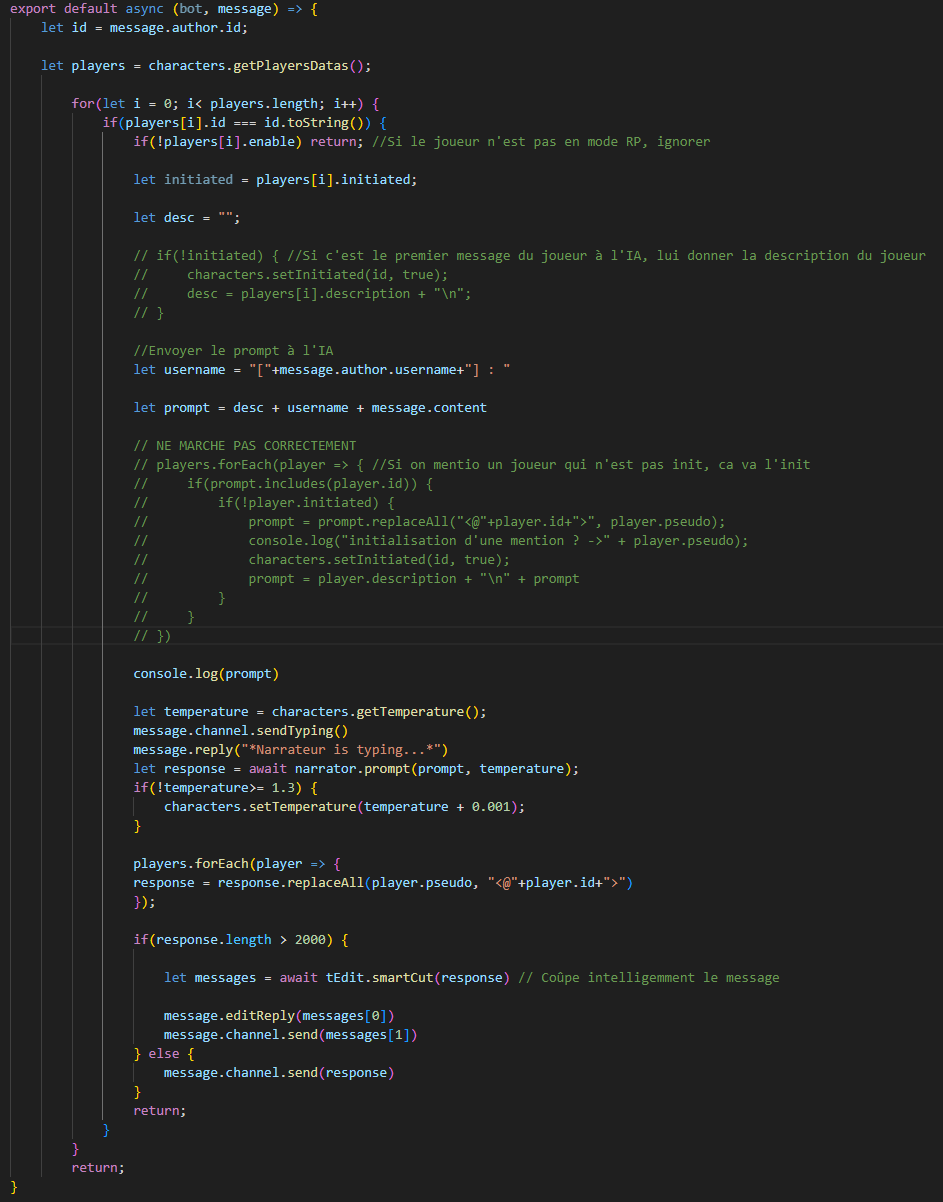 export default async (bot, message) => {
let id = message.author.id;
let players = characters.getPlayersDatas();
for(let i = 0; i< players.length; i++) {
if(players[i].id === id.toString()) {
if(!players[i].enable) return; //Si le joueur n'est pas en mode RP, ignorer
let initiated = players[i].initiated;
let desc = "";
// if(!initiated) { //Si c'est le premier message du joueur à l'IA, lui donner la description du joueur
//     characters.setInitiated(id, true);
//     desc = players[i].description + "\n";
// }
//Envoyer le prompt à l'IA
let username = "["+message.author.username+"] : "
let prompt = desc + username + message.content
// NE MARCHE PAS CORRECTEMENT
// players.forEach(player => { //Si on mentio un joueur qui n'est pas init, ca va l'init
//     if(prompt.includes(player.id)) {
//         if(!player.initiated) {
//             prompt = prompt.replaceAll("<@"+player.id+">", player.pseudo);
//             console.log("initialisation d'une mention ? ->" + player.pseudo);
//             characters.setInitiated(id, true);
//             prompt = player.description + "\n" + prompt
//         }
//     }
// })
console.log(prompt)
let temperature = characters.getTemperature();
message.channel.sendTyping()
message.reply("*Narrateur is typing...*")
let response = await narrator.prompt(prompt, temperature);
if(!temperature>= 1.3) {
characters.setTemperature(temperature + 0.001);
}
players.forEach(player => {
response = response.replaceAll(player.pseudo, "<@"+player.id+">")
});
if(response.length > 2000) {
let messages = await tEdit.smartCut(response) // Coûpe intelligemment le message
message.editReply(messages[0])
message.channel.send(messages[1])
} else {
message.channel.send(response)
}
return;
}
}
return;
}